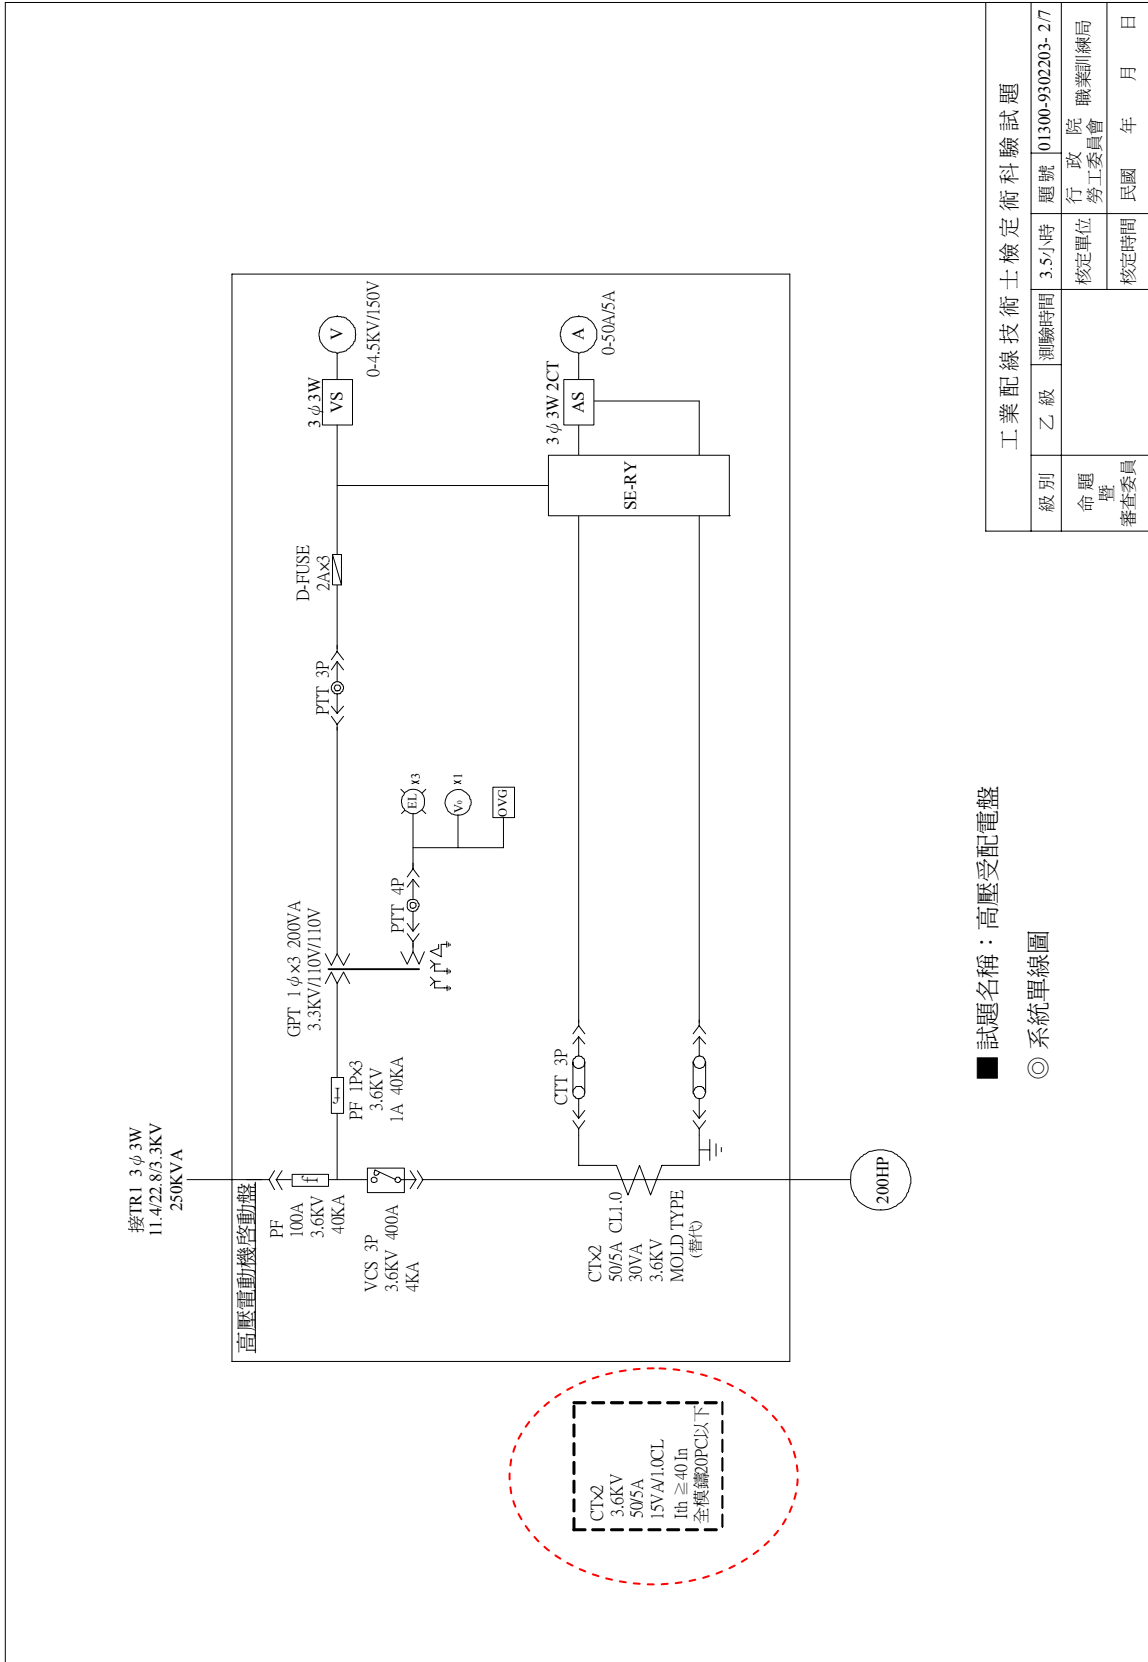 接TR1 3φ3W
11.4/22.8/3.3KV
250KVA
高壓電動機啓動盤
PF
100A
3.6KV
40KA
f
VCS 3P
3.6KV 400A
4KA
PF 1P×3
3.6KV
1A 40KA
GPT 1φ×3 200VA
3.3KV/110V/110V
PTT 3P
D-FUSE
2A×3
3φ3W
VS
V
0-4.5KV/150V
PTT 4P
EL
x3
V₀
x1
OVG
CTT 3P
SE-RY
3φ3W 2CT
AS
A
0-50A/5A
CT×2
50/5A CL1.0
30VA
3.6KV
MOLD TYPE
(替代)
200HP
CT×2
3.6KV
50/5A
15VA/1.0CL
Ith ≧40In
全模鑄20PC以下
■ 試題名稱：高壓受配電盤
◎ 系統單線圖
工業配線技術士檢定術科驗試題
級別 乙級 測驗時間 3.5小時 題號 01300-9302203- 2/7
命題
暨
審查委員
核定單位 行政院
勞工委員會 職業訓練局
核定時間 民國 年 月 日